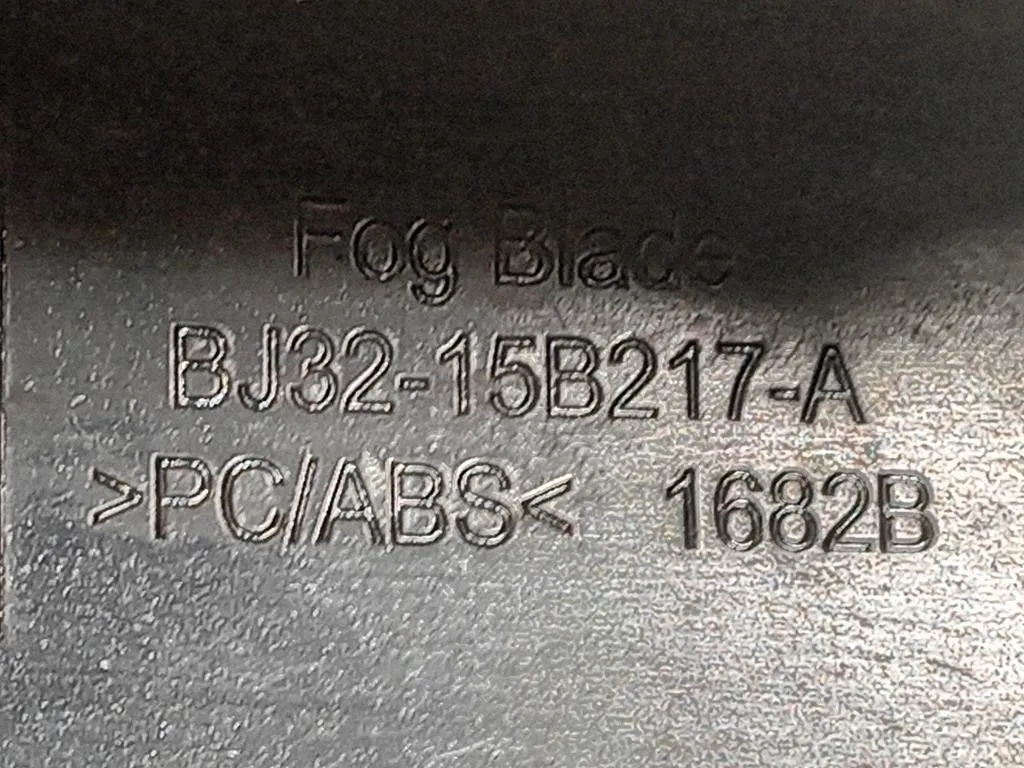 Fog Blade
BJ32-15B217-A
>PC/ABS< 1682B